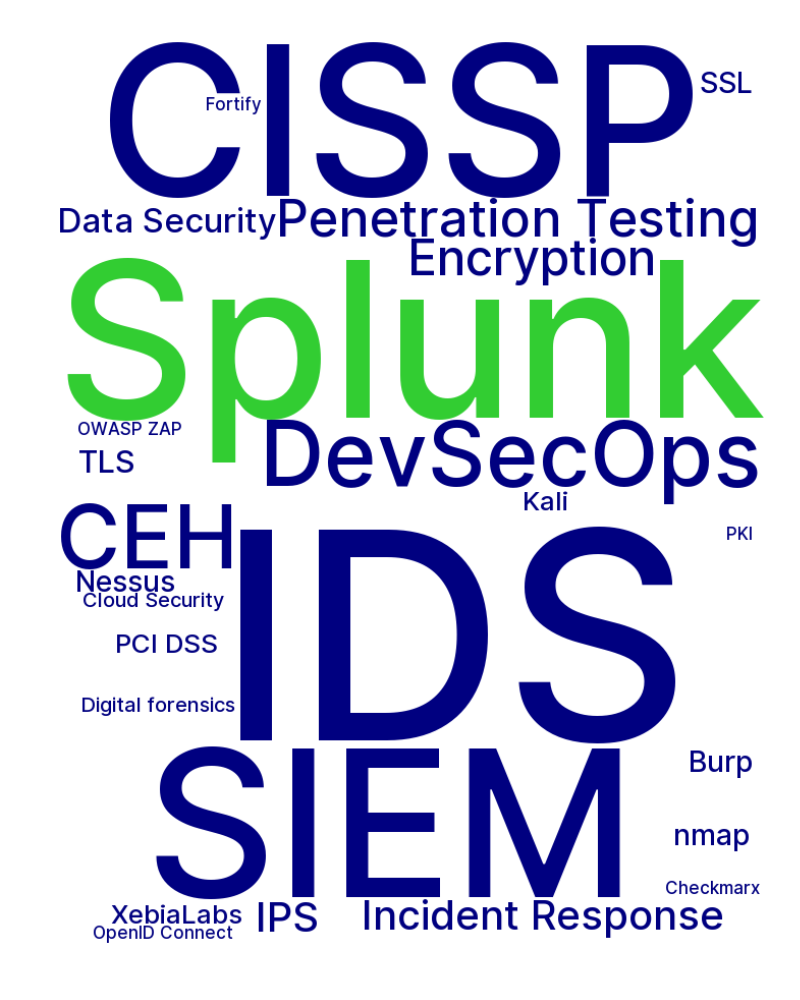 CISSP
SSL
Fortify
Data Security
Penetration Testing
Encryption
Splunk
OWASP ZAP
DevSecOps
TLS
Kali
CEH
PKI
IDS
Nessus
Cloud Security
PCI DSS
Digital forensics
SIEM
Burp
nmap
Checkmarx
XebiaLabs
IPS
Incident Response
OpenID Connect